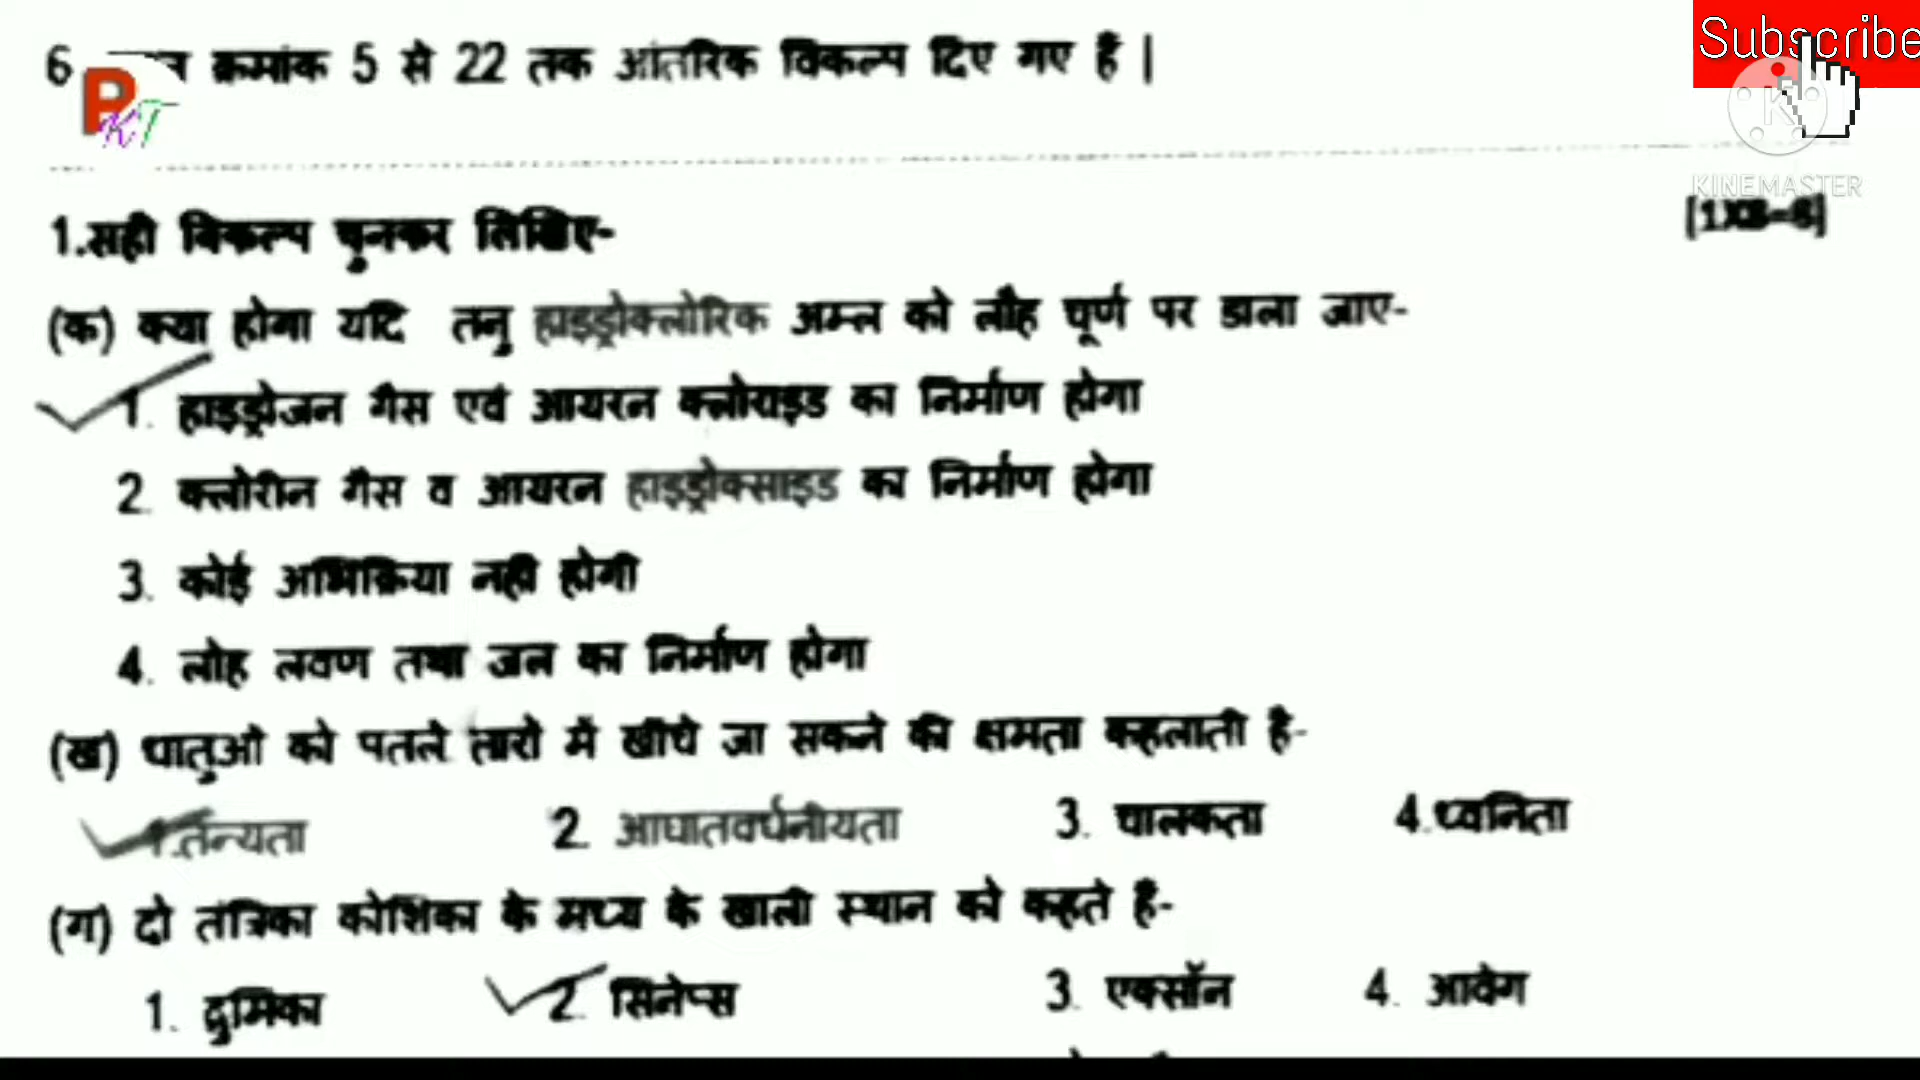 6 क्रमांक 5 से 22 तक आंतरिक विकल्प दिए गए है |
Subscribe
PKT
K
KINEMASTER
1.सही विकल्प चुनकर लिखिए-
(क) क्या होगा यदि तनु हाइड्रोक्लोरिक अम्ल को लौह चूर्ण पर डाला जाए-
1. हाइड्रोजन गैस एवं आयरन क्लोराइड का निर्माण होगा
2. क्लोरीन गैस व आयरन हाइड्रोक्साइड का निर्माण होगा
3. कोई अभिक्रिया नही होगी
4. लोह लवण तथा जल का निर्माण होगा
(ख) धातुओ को पतले तारो में खीचे जा सकने की क्षमता कहलाती है-
1.तन्यता 2. आघातवर्धनीयता 3. चालकता 4.ध्वनिता
(ग) दो तंत्रिका कोशिका के मध्य के खाली स्थान को कहते है-
1. द्रुमिका 2. सिनेप्स 3. एक्सॉन 4. आवेग